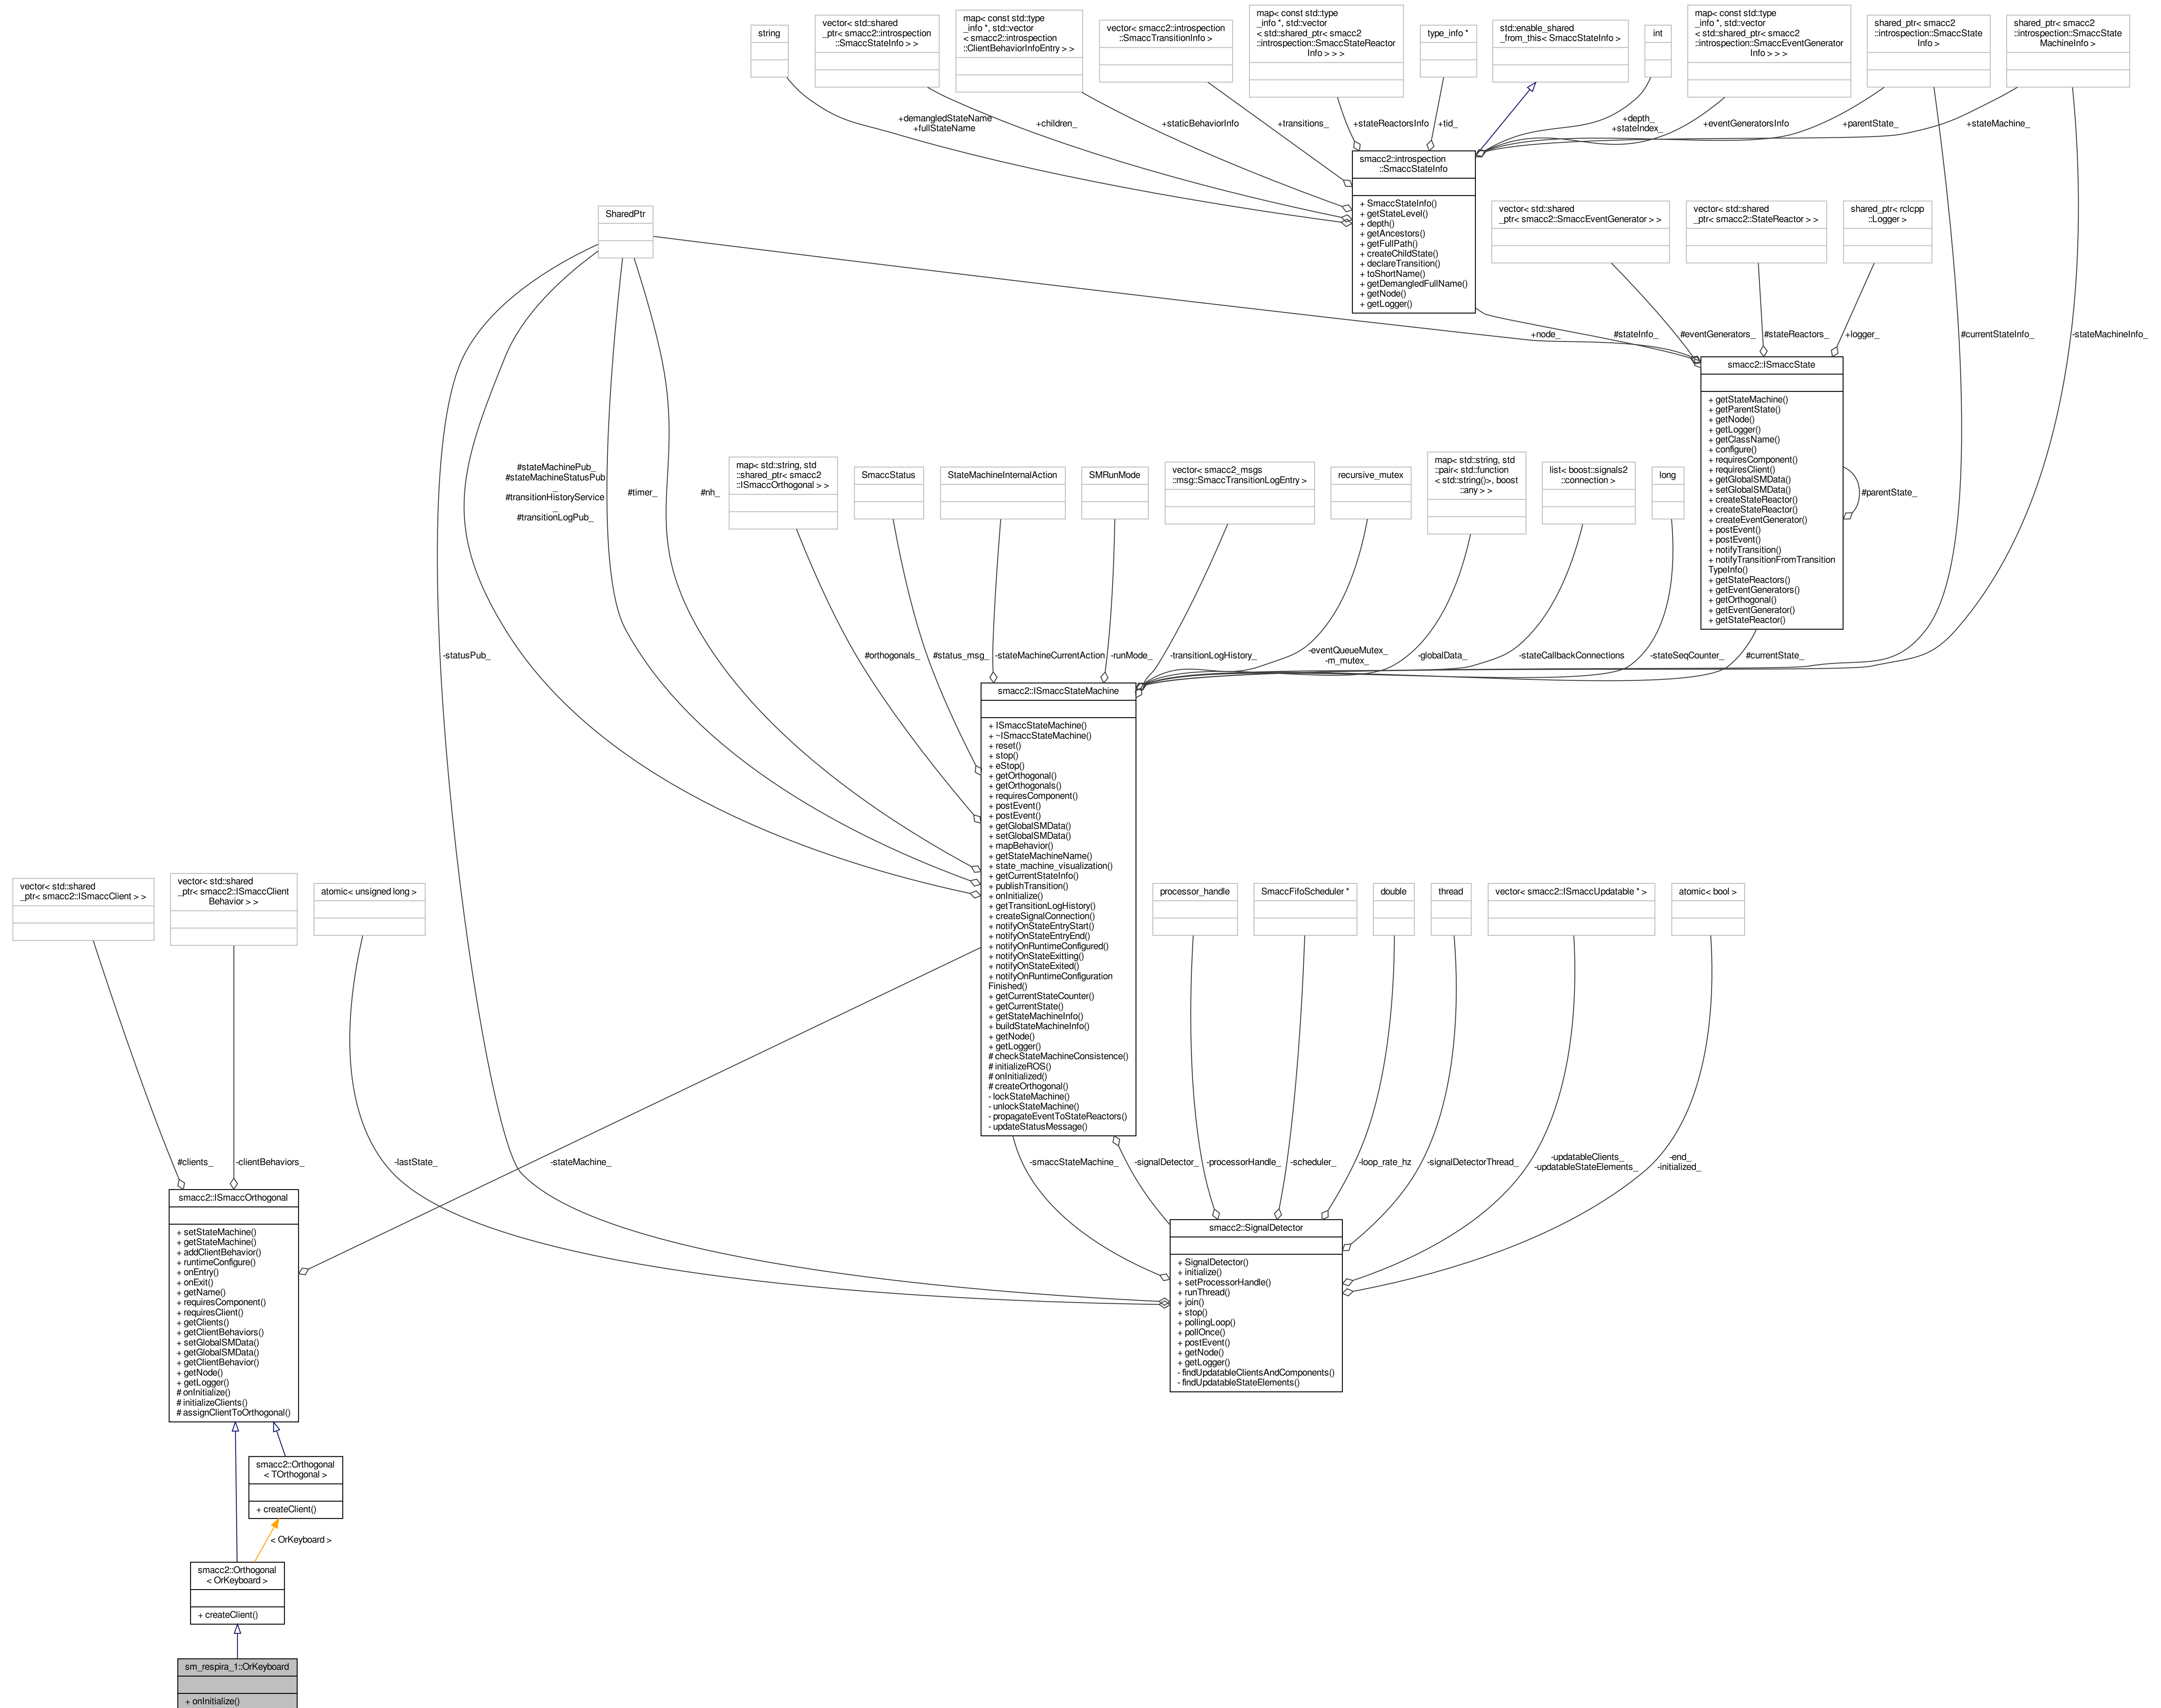 string
vector< std::shared
_ptr< smacc2::introspection
::SmaccStateInfo > >
map< const std::type
_info *, std::vector
< smacc2::introspection
::ClientBehaviorInfoEntry > >
vector< smacc2::introspection
::SmaccTransitionInfo >
map< const std::type
_info *, std::vector
< std::shared_ptr< smacc2
::introspection::SmaccStateReactor
Info > > >
type_info *
std::enable_shared
_from_this< SmaccStateInfo >
int
map< const std::type
_info *, std::vector
< std::shared_ptr< smacc2
::introspection::SmaccEventGenerator
Info > > >
shared_ptr< smacc2
::introspection::SmaccState
Info >
shared_ptr< smacc2
::introspection::SmaccState
MachineInfo >
+demangledStateName
+fullStateName
+children_
+staticBehaviorInfo
+transitions_
+stateReactorsInfo
+tid_
+depth_
+stateIndex_
+eventGeneratorsInfo
+parentState_
+stateMachine_
smacc2::introspection
::SmaccStateInfo
+ SmaccStateInfo()
+ getStateLevel()
+ depth()
+ getAncestors()
+ getFullPath()
+ createChildState()
+ declareTransition()
+ toShortName()
+ getDemangledFullName()
+ getNode()
+ getLogger()
SharedPtr
vector< std::shared
_ptr< smacc2::SmaccEventGenerator > >
vector< std::shared
_ptr< smacc2::StateReactor > >
shared_ptr< rclcpp
::Logger >
+node_
#stateInfo_
#eventGenerators_
#stateReactors_
+logger_
#currentStateInfo_
-stateMachineInfo_
smacc2::ISmaccState
+ getStateMachine()
+ getParentState()
+ getNode()
+ getLogger()
+ getClassName()
+ configure()
+ requiresComponent()
+ requiresClient()
+ getGlobalSMData()
+ setGlobalSMData()
+ createStateReactor()
+ createStateReactor()
+ createEventGenerator()
+ postEvent()
+ postEvent()
+ notifyTransition()
+ notifyTransitionFromTransition
TypeInfo()
+ getStateReactors()
+ getEventGenerators()
+ getOrthogonal()
+ getEventGenerator()
+ getStateReactor()
#parentState_
#stateMachinePub_
#stateMachineStatusPub
_
#transitionHistoryService
_
#transitionLogPub_
#timer_
#nh_
map< std::string, std
::shared_ptr< smacc2
::ISmaccOrthogonal > >
SmaccStatus
StateMachineInternalAction
SMRunMode
vector< smacc2_msgs
::msg::SmaccTransitionLogEntry >
recursive_mutex
map< std::string, std
::pair< std::function
< std::string()>, boost
::any > >
list< boost::signals2
::connection >
long
-statusPub_
#orthogonals_
#status_msg_
-stateMachineCurrentAction
-runMode_
-transitionLogHistory_
-eventQueueMutex_
-m_mutex_
-globalData_
-stateCallbackConnections
-stateSeqCounter_
#currentState_
smacc2::ISmaccStateMachine
+ ISmaccStateMachine()
+ ~ISmaccStateMachine()
+ reset()
+ stop()
+ eStop()
+ getOrthogonal()
+ getOrthogonals()
+ requiresComponent()
+ postEvent()
+ postEvent()
+ getGlobalSMData()
+ setGlobalSMData()
+ mapBehavior()
+ getStateMachineName()
+ state_machine_visualization()
+ getCurrentStateInfo()
+ publishTransition()
+ onInitialize()
+ getTransitionLogHistory()
+ createSignalConnection()
+ notifyOnStateEntryStart()
+ notifyOnStateEntryEnd()
+ notifyOnRuntimeConfigured()
+ notifyOnStateExitting()
+ notifyOnStateExited()
+ notifyOnRuntimeConfiguration
Finished()
+ getCurrentStateCounter()
+ getCurrentState()
+ getStateMachineInfo()
+ buildStateMachineInfo()
+ getNode()
+ getLogger()
# checkStateMachineConsistence()
# initializeROS()
# onInitialized()
# createOrthogonal()
- lockStateMachine()
- unlockStateMachine()
- propagateEventToStateReactors()
- updateStatusMessage()
vector< std::shared
_ptr< smacc2::ISmaccClient > >
vector< std::shared
_ptr< smacc2::ISmaccClient
Behavior > >
atomic< unsigned long >
processor_handle
SmaccFifoScheduler *
double
thread
vector< smacc2::ISmaccUpdatable * >
atomic< bool >
#clients_
-clientBehaviors_
-lastState_
-stateMachine_
-smaccStateMachine_
-signalDetector_
-processorHandle_
-scheduler_
-loop_rate_hz
-signalDetectorThread_
-updatableClients_
-updatableStateElements_
-end_
-initialized_
smacc2::ISmaccOrthogonal
+ setStateMachine()
+ getStateMachine()
+ addClientBehavior()
+ runtimeConfigure()
+ onEntry()
+ onExit()
+ getName()
+ requiresComponent()
+ requiresClient()
+ getClients()
+ getClientBehaviors()
+ setGlobalSMData()
+ getGlobalSMData()
+ getClientBehavior()
+ getNode()
+ getLogger()
# onInitialize()
# initializeClients()
# assignClientToOrthogonal()
smacc2::SignalDetector
+ SignalDetector()
+ initialize()
+ setProcessorHandle()
+ runThread()
+ join()
+ stop()
+ pollingLoop()
+ pollOnce()
+ postEvent()
+ getNode()
+ getLogger()
- findUpdatableClientsAndComponents()
- findUpdatableStateElements()
smacc2::Orthogonal
< TOrthogonal >
+ createClient()
< OrKeyboard >
smacc2::Orthogonal
< OrKeyboard >
+ createClient()
sm_respira_1::OrKeyboard
+ onInitialize()